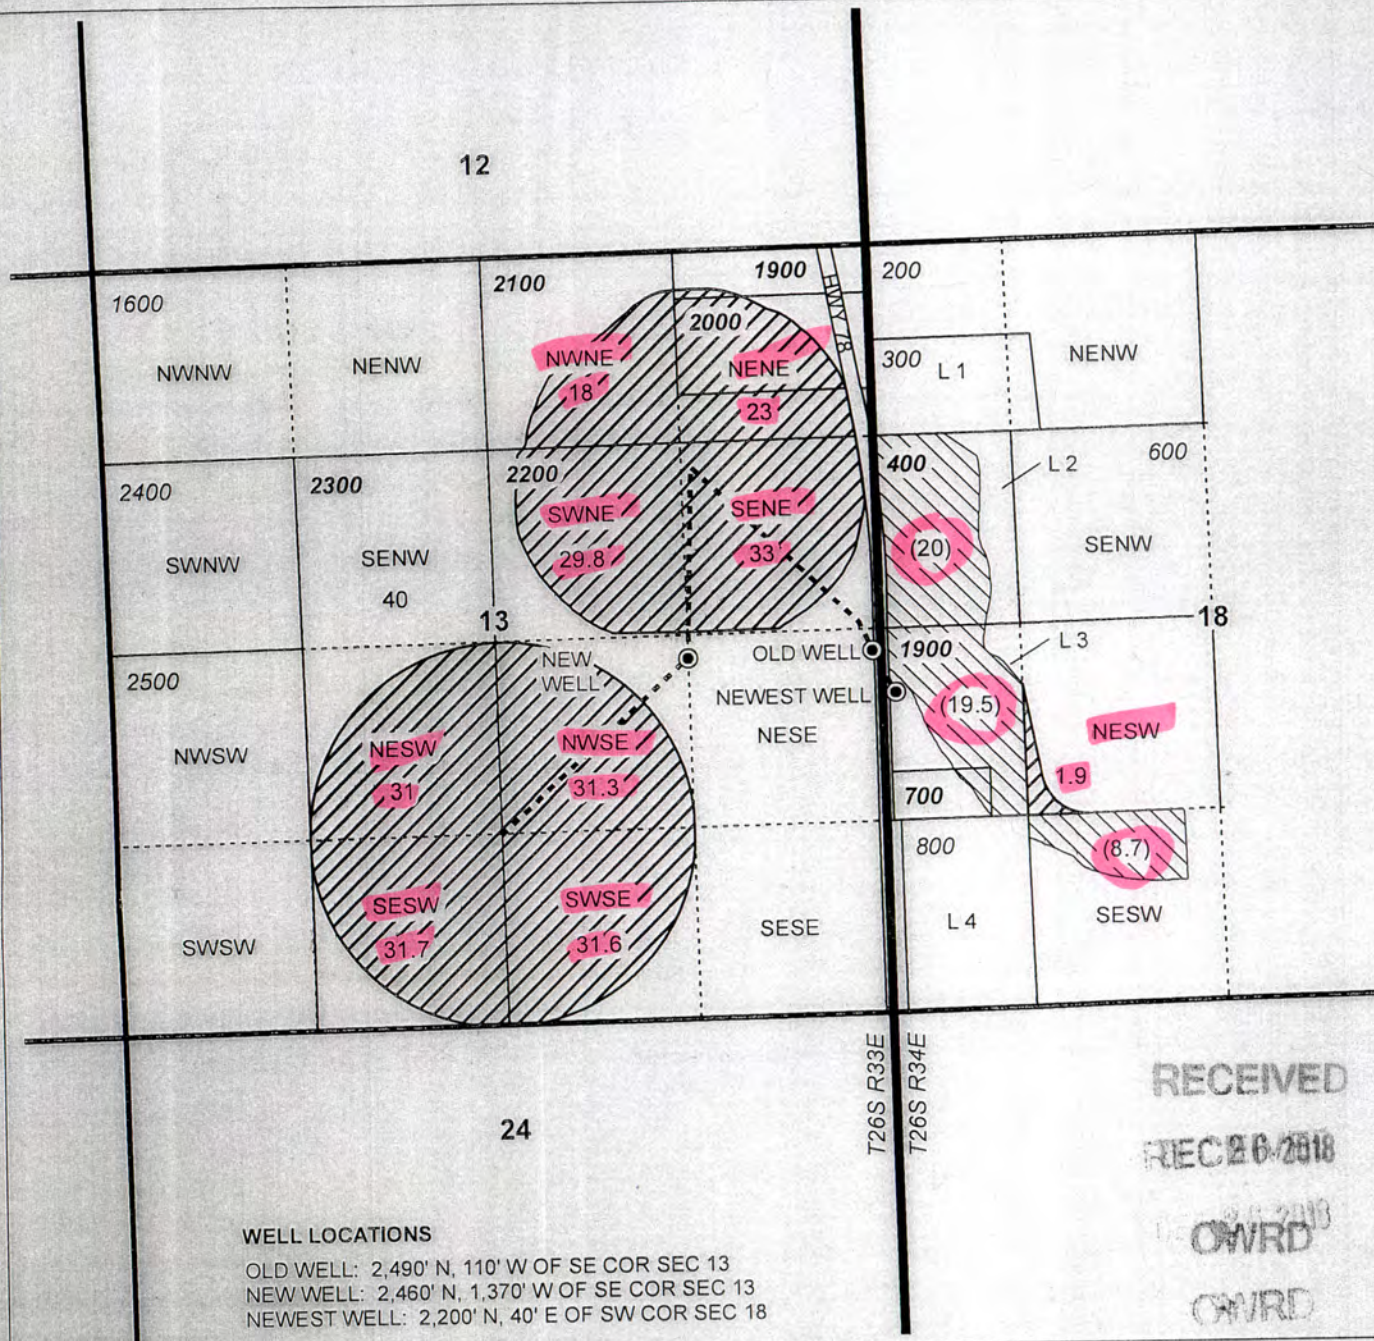 12
1600
2100
1900
200
2000
HWY 78
NWNW
NENW
NWNE
18
NENE
23
300
L 1
NENW
2400
2300
2200
400
L 2
600
SWNW
SENW
40
SWNE
29.8
SENE
33
(20)
SENW
13
18
2500
NEW
WELL
OLD WELL
1900
L 3
NEWEST WELL
(19.5)
NWSW
NESW
31
NWSE
31.3
NESE
NESW
1.9
700
800
(8.7)
SWSW
SESW
31.7
SWSE
31.6
SESE
L 4
SESW
T26S R33E
T26S R34E
24
RECEIVED
OWRD
OWRD
WELL LOCATIONS
OLD WELL: 2,490' N, 110' W OF SE COR SEC 13
NEW WELL: 2,460' N, 1,370' W OF SE COR SEC 13
NEWEST WELL: 2,200' N, 40' E OF SW COR SEC 18